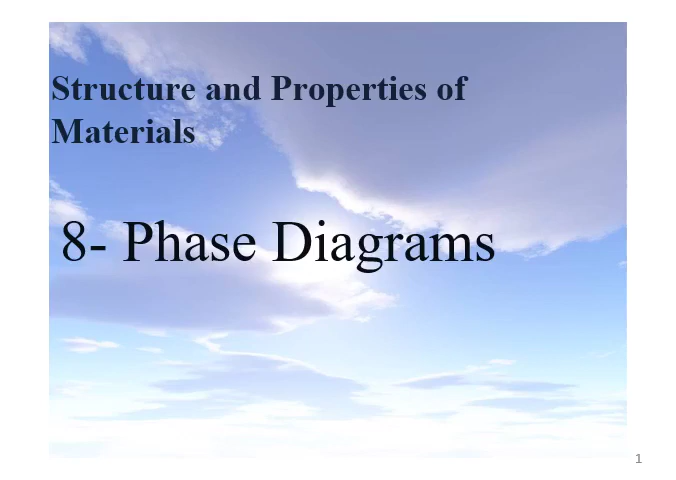 Structure and Properties of
Materials
8- Phase Diagrams
1